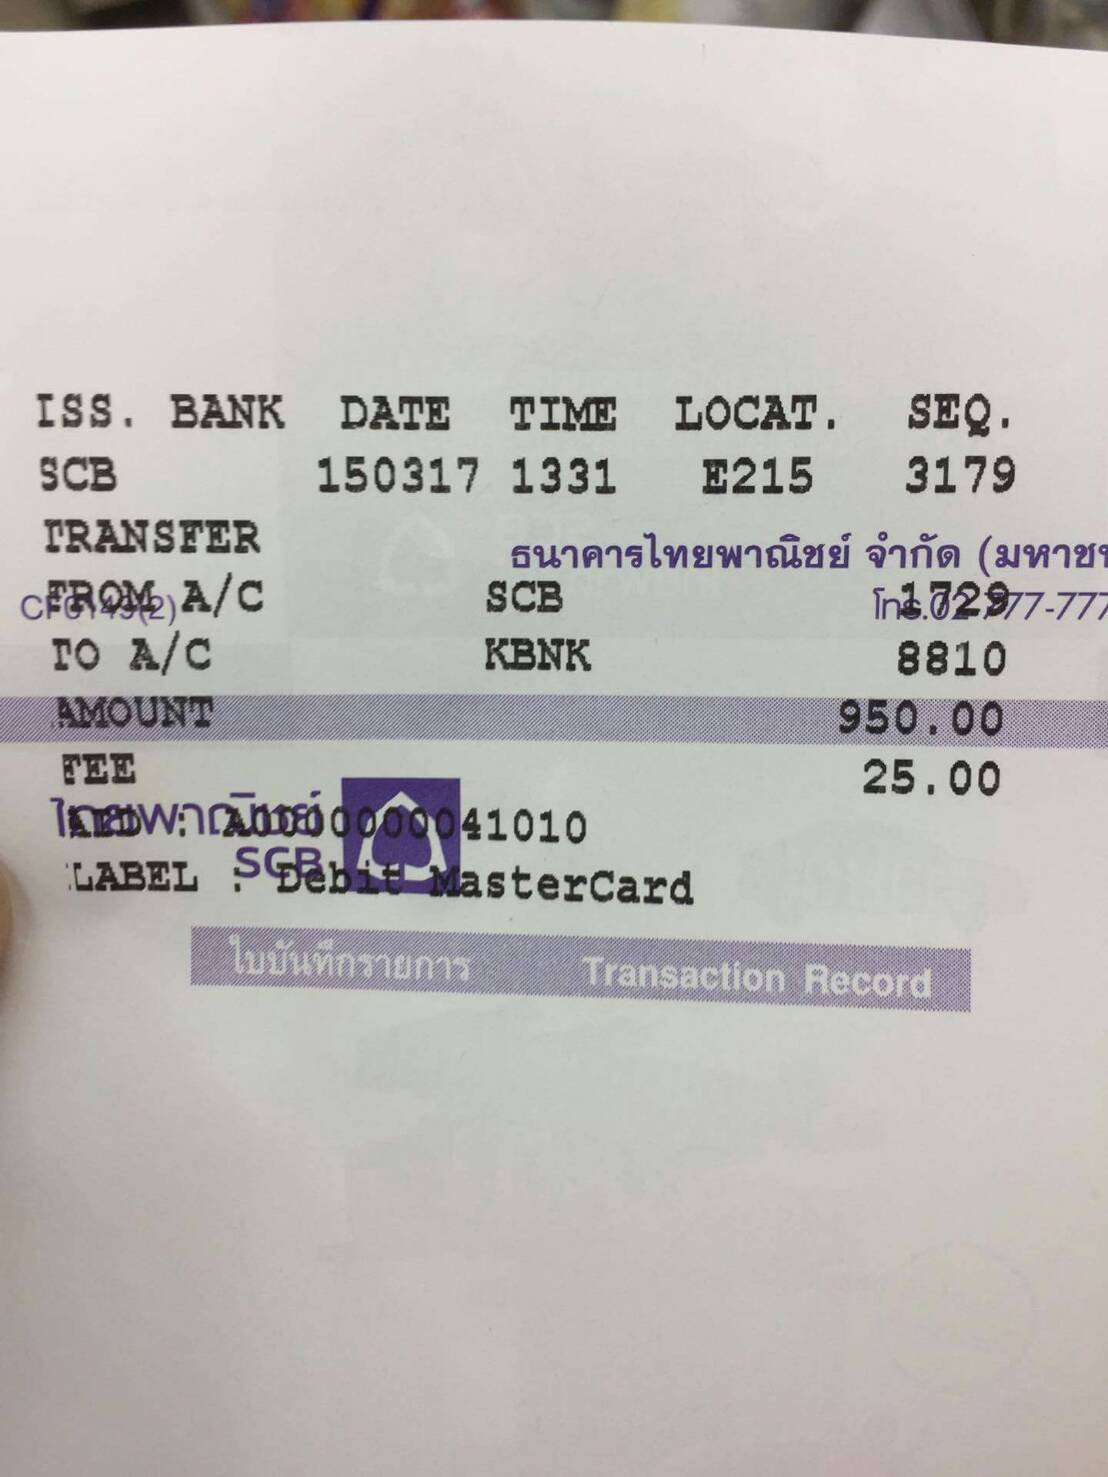 ISS. BANK DATE TIME LOCAT. SEQ.
SCB 150317 1331 E215 3179
TRANSFER
ธนาคารไทยพาณิชย์ จำกัด (มหาช
FROM A/C SCB 1729
โทร. 02-777-777
TO A/C KBNK 8810
AMOUNT 950.00
FEE 25.00
ไทยพาณิชย์
AID : A0000000041010
SCB
LABEL : Debit MasterCard
ใบบันทึกรายการ Transaction Record